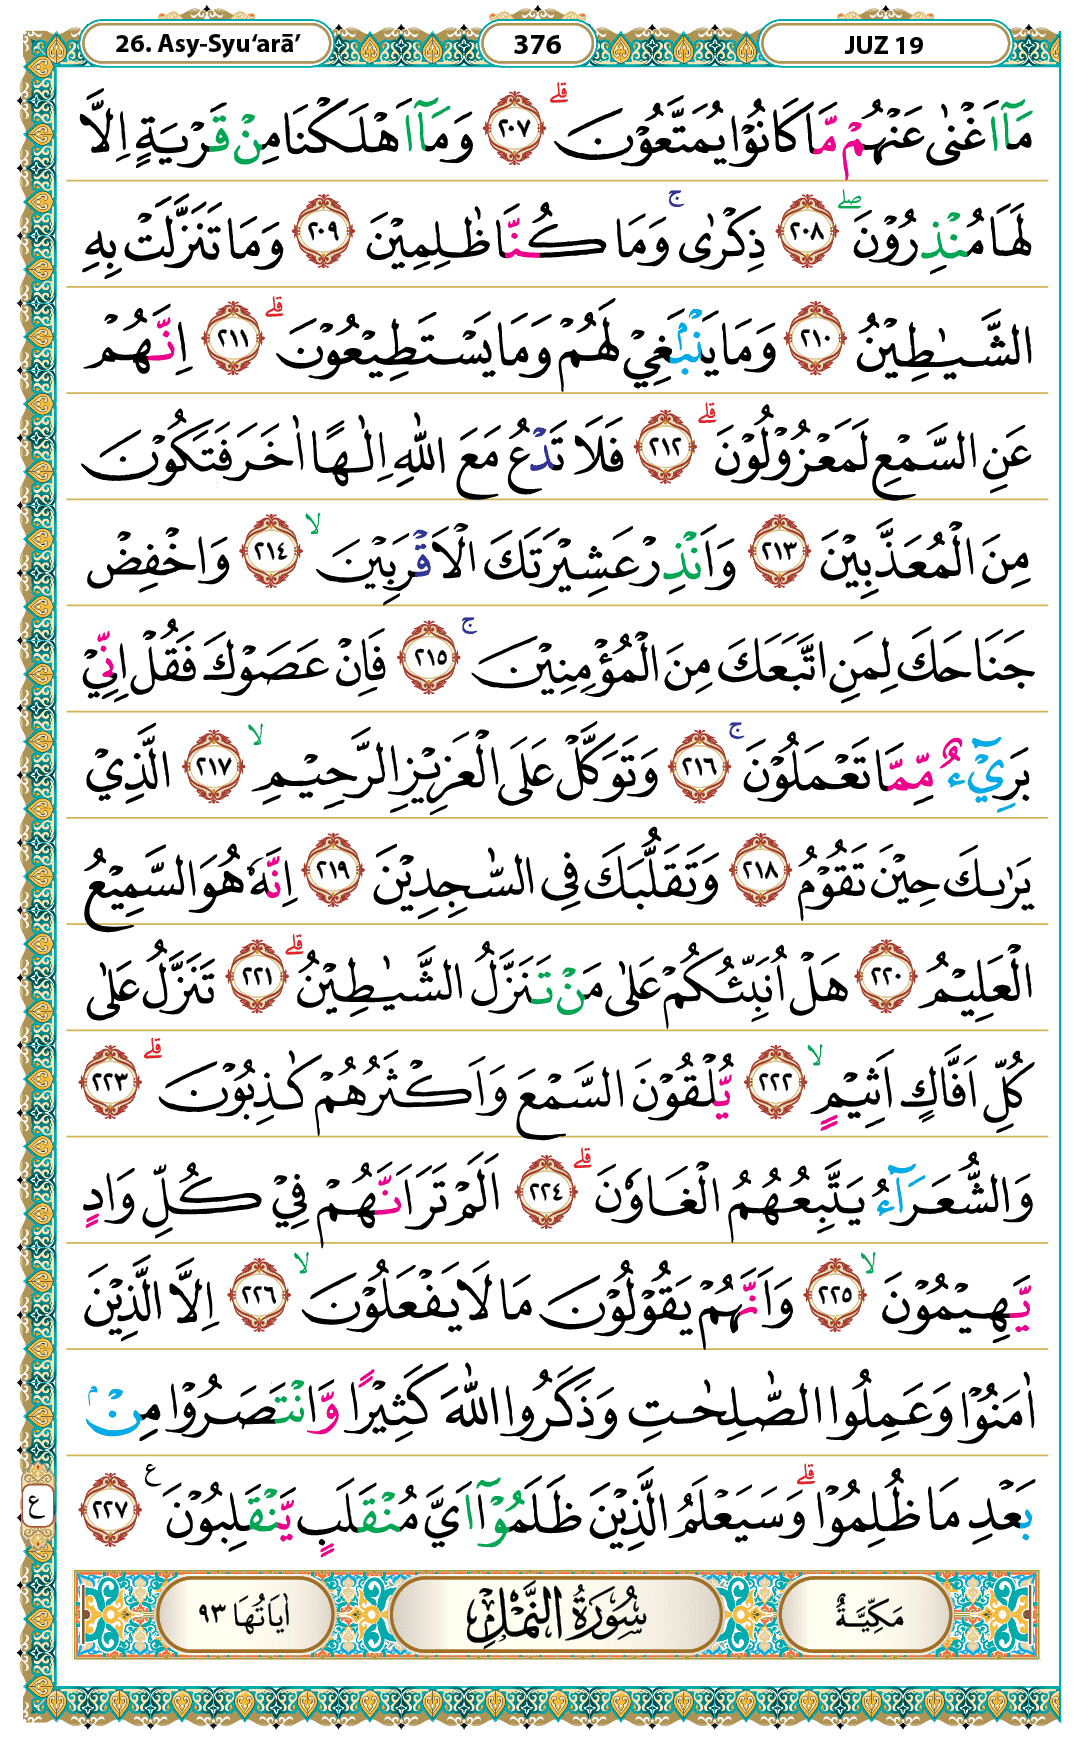 26. Asy-Syu‘arā’ 376 JUZ 19
مَآ اَغْنٰى عَنْهُمْ مَّا كَانُوْا يُمَتَّعُوْنَ ۗ ٢٠٧ وَمَآ اَهْلَكْنَا مِنْ قَرْيَةٍ اِلَّا
لَهَا مُنْذِرُوْنَ ۖ ٢٠٨ ذِكْرٰى ۚ وَمَا كُنَّا ظٰلِمِيْنَ ٢٠٩ وَمَا تَنَزَّلَتْ بِهِ
الشَّيٰطِيْنُ ٢١٠ وَمَا يَنْۢبَغِيْ لَهُمْ وَمَا يَسْتَطِيْعُوْنَ ۗ ٢١١ اِنَّهُمْ
عَنِ السَّمْعِ لَمَعْزُوْلُوْنَ ۗ ٢١٢ فَلَا تَدْعُ مَعَ اللّٰهِ اِلٰهًا اٰخَرَ فَتَكُوْنَ
مِنَ الْمُعَذَّبِيْنَ ٢١٣ وَاَنْذِرْ عَشِيْرَتَكَ الْاَقْرَبِيْنَ ۙ ٢١٤ وَاخْفِضْ
جَنَاحَكَ لِمَنِ اتَّبَعَكَ مِنَ الْمُؤْمِنِيْنَ ۚ ٢١٥ فَاِنْ عَصَوْكَ فَقُلْ اِنِّيْ
بَرِيْۤءٌ مِّمَّا تَعْمَلُوْنَ ۚ ٢١٦ وَتَوَكَّلْ عَلَى الْعَزِيْزِ الرَّحِيْمِ ۙ ٢١٧ الَّذِيْ
يَرٰىكَ حِيْنَ تَقُوْمُ ٢١٨ وَتَقَلُّبَكَ فِى السّٰجِدِيْنَ ٢١٩ اِنَّهٗ هُوَ السَّمِيْعُ
الْعَلِيْمُ ٢٢٠ هَلْ اُنَبِّئُكُمْ عَلٰى مَنْ تَنَزَّلُ الشَّيٰطِيْنُ ۗ ٢٢١ تَنَزَّلُ عَلٰى
كُلِّ اَفَّاكٍ اَثِيْمٍ ۙ ٢٢٢ يُّلْقُوْنَ السَّمْعَ وَاَكْثَرُهُمْ كٰذِبُوْنَ ۗ ٢٢٣
وَالشُّعَرَاۤءُ يَتَّبِعُهُمُ الْغَاوٗنَ ۗ ٢٢٤ اَلَمْ تَرَ اَنَّهُمْ فِيْ كُلِّ وَادٍ
يَّهِيْمُوْنَ ۙ ٢٢٥ وَاَنَّهُمْ يَقُوْلُوْنَ مَا لَا يَفْعَلُوْنَ ۙ ٢٢٦ اِلَّا الَّذِيْنَ
اٰمَنُوْا وَعَمِلُوا الصّٰلِحٰتِ وَذَكَرُوا اللّٰهَ كَثِيْرًا وَّانْتَصَرُوْا مِنْۢ
بَعْدِ مَا ظُلِمُوْا ۗ وَسَيَعْلَمُ الَّذِيْنَ ظَلَمُوْٓا اَيَّ مُنْقَلَبٍ يَّنْقَلِبُوْنَ ࣖ ٢٢٧
ع
مَكِّيَّةٌ سُوْرَةُ النَّمْلِ اٰيَاتُهَا ٩٣